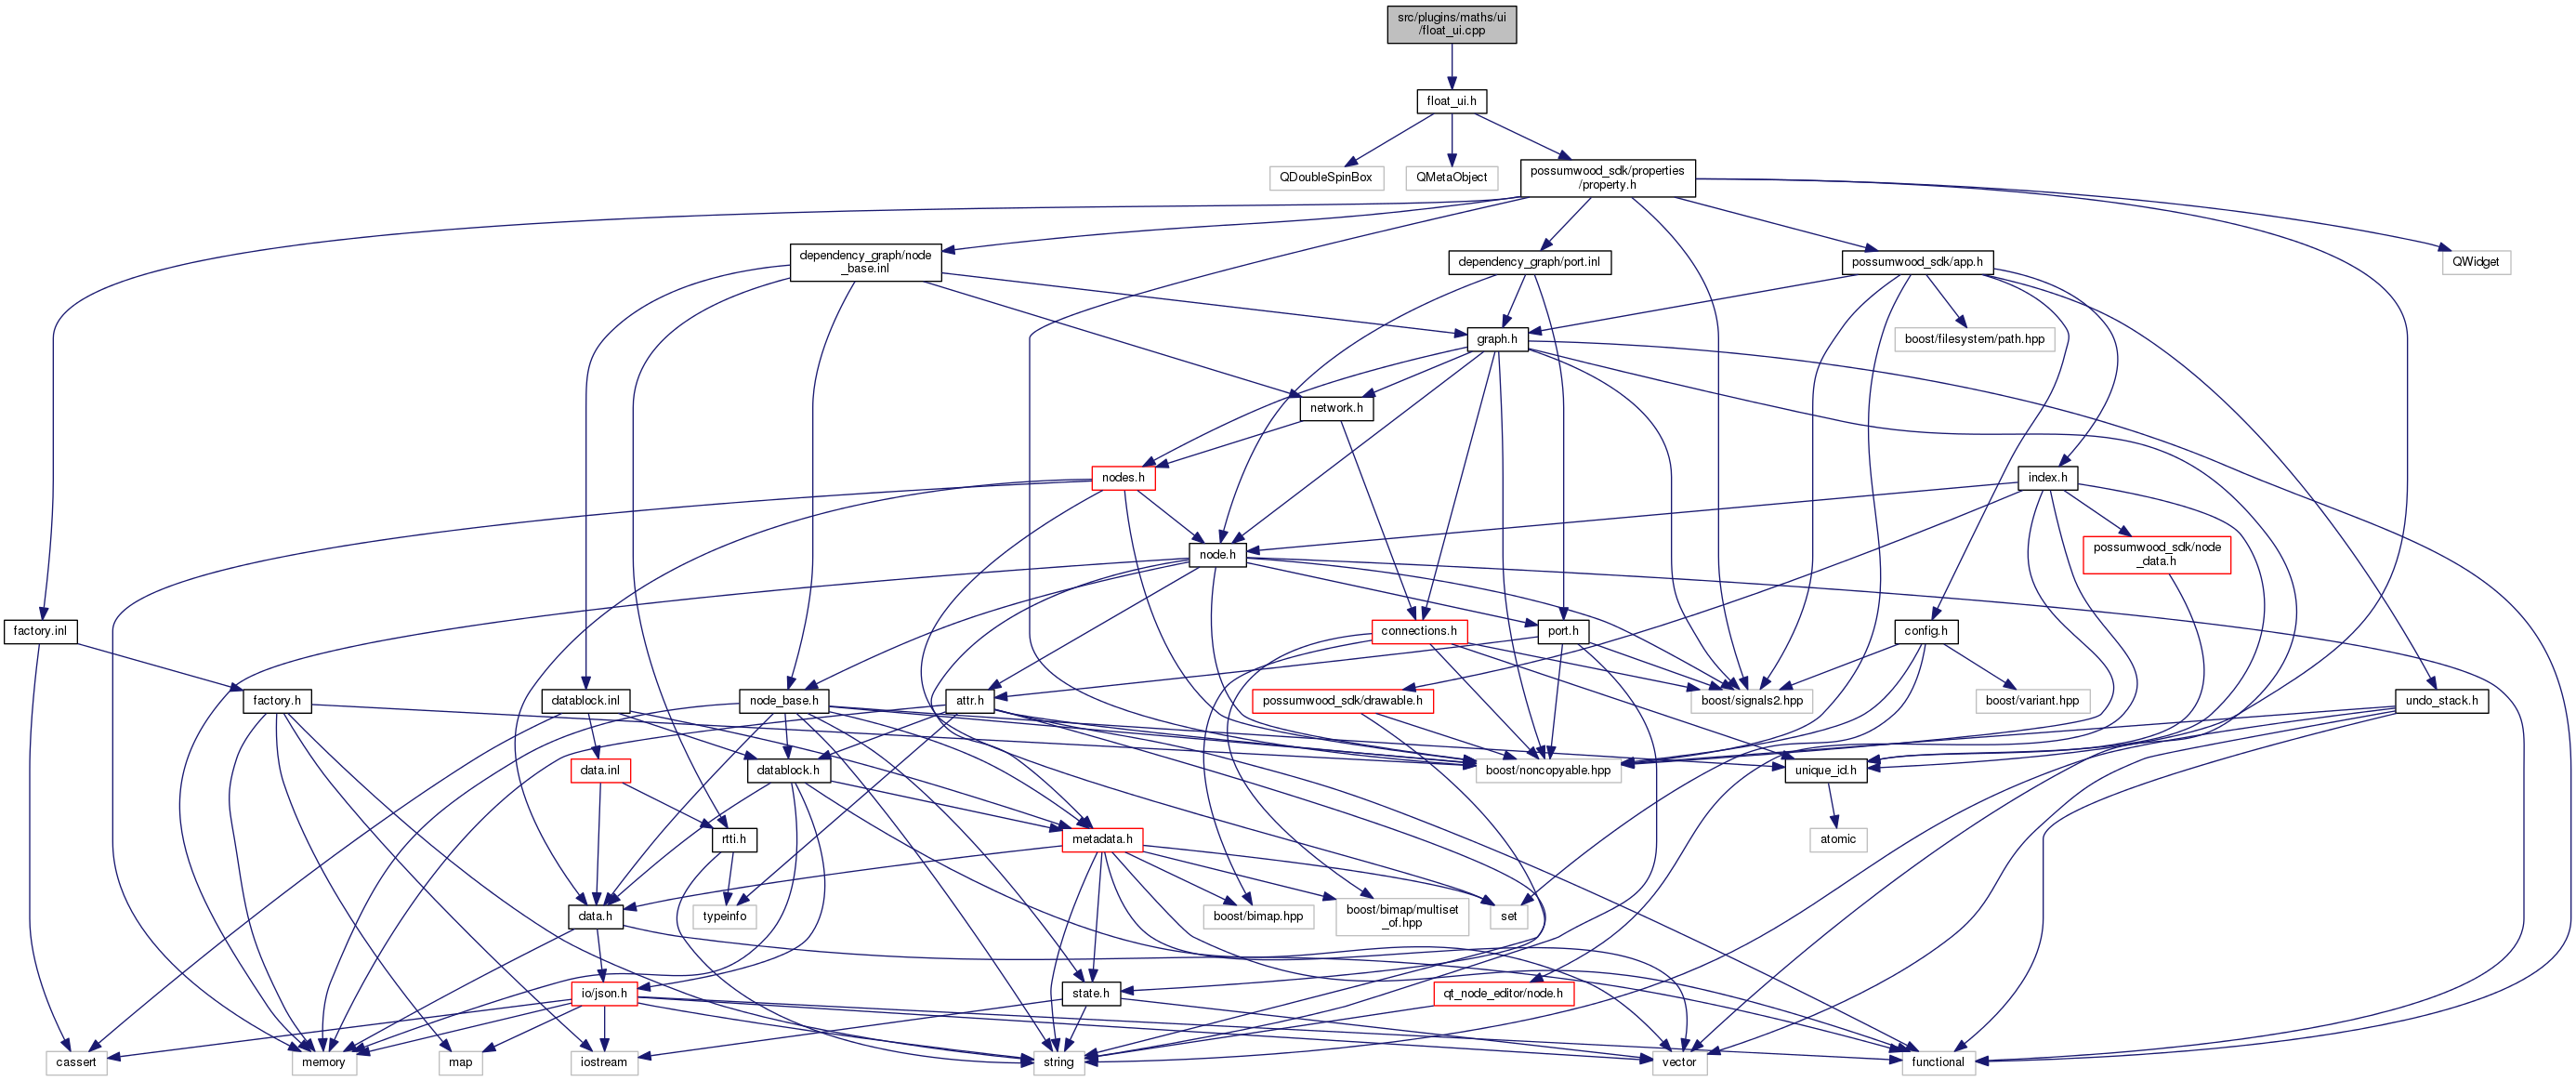 src/plugins/maths/ui
/float_ui.cpp
float_ui.h
QDoubleSpinBox
QMetaObject
possumwood_sdk/properties
/property.h
dependency_graph/node
_base.inl
dependency_graph/port.inl
possumwood_sdk/app.h
QWidget
graph.h
boost/filesystem/path.hpp
network.h
nodes.h
index.h
node.h
possumwood_sdk/node
_data.h
factory.inl
connections.h
port.h
config.h
factory.h
datablock.inl
node_base.h
attr.h
possumwood_sdk/drawable.h
boost/signals2.hpp
boost/variant.hpp
undo_stack.h
data.inl
datablock.h
boost/noncopyable.hpp
unique_id.h
rtti.h
metadata.h
atomic
data.h
typeinfo
boost/bimap.hpp
boost/bimap/multiset
_of.hpp
set
io/json.h
state.h
qt_node_editor/node.h
cassert
memory
map
iostream
string
vector
functional